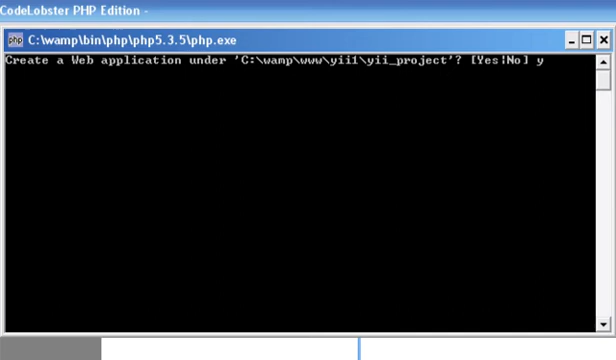 CodeLobster PHP Edition -
php C:\wamp\bin\php\php5.3.5\php.exe
Create a Web application under 'C:\wamp\www\yii1\yii_project'? [Yes|No] y